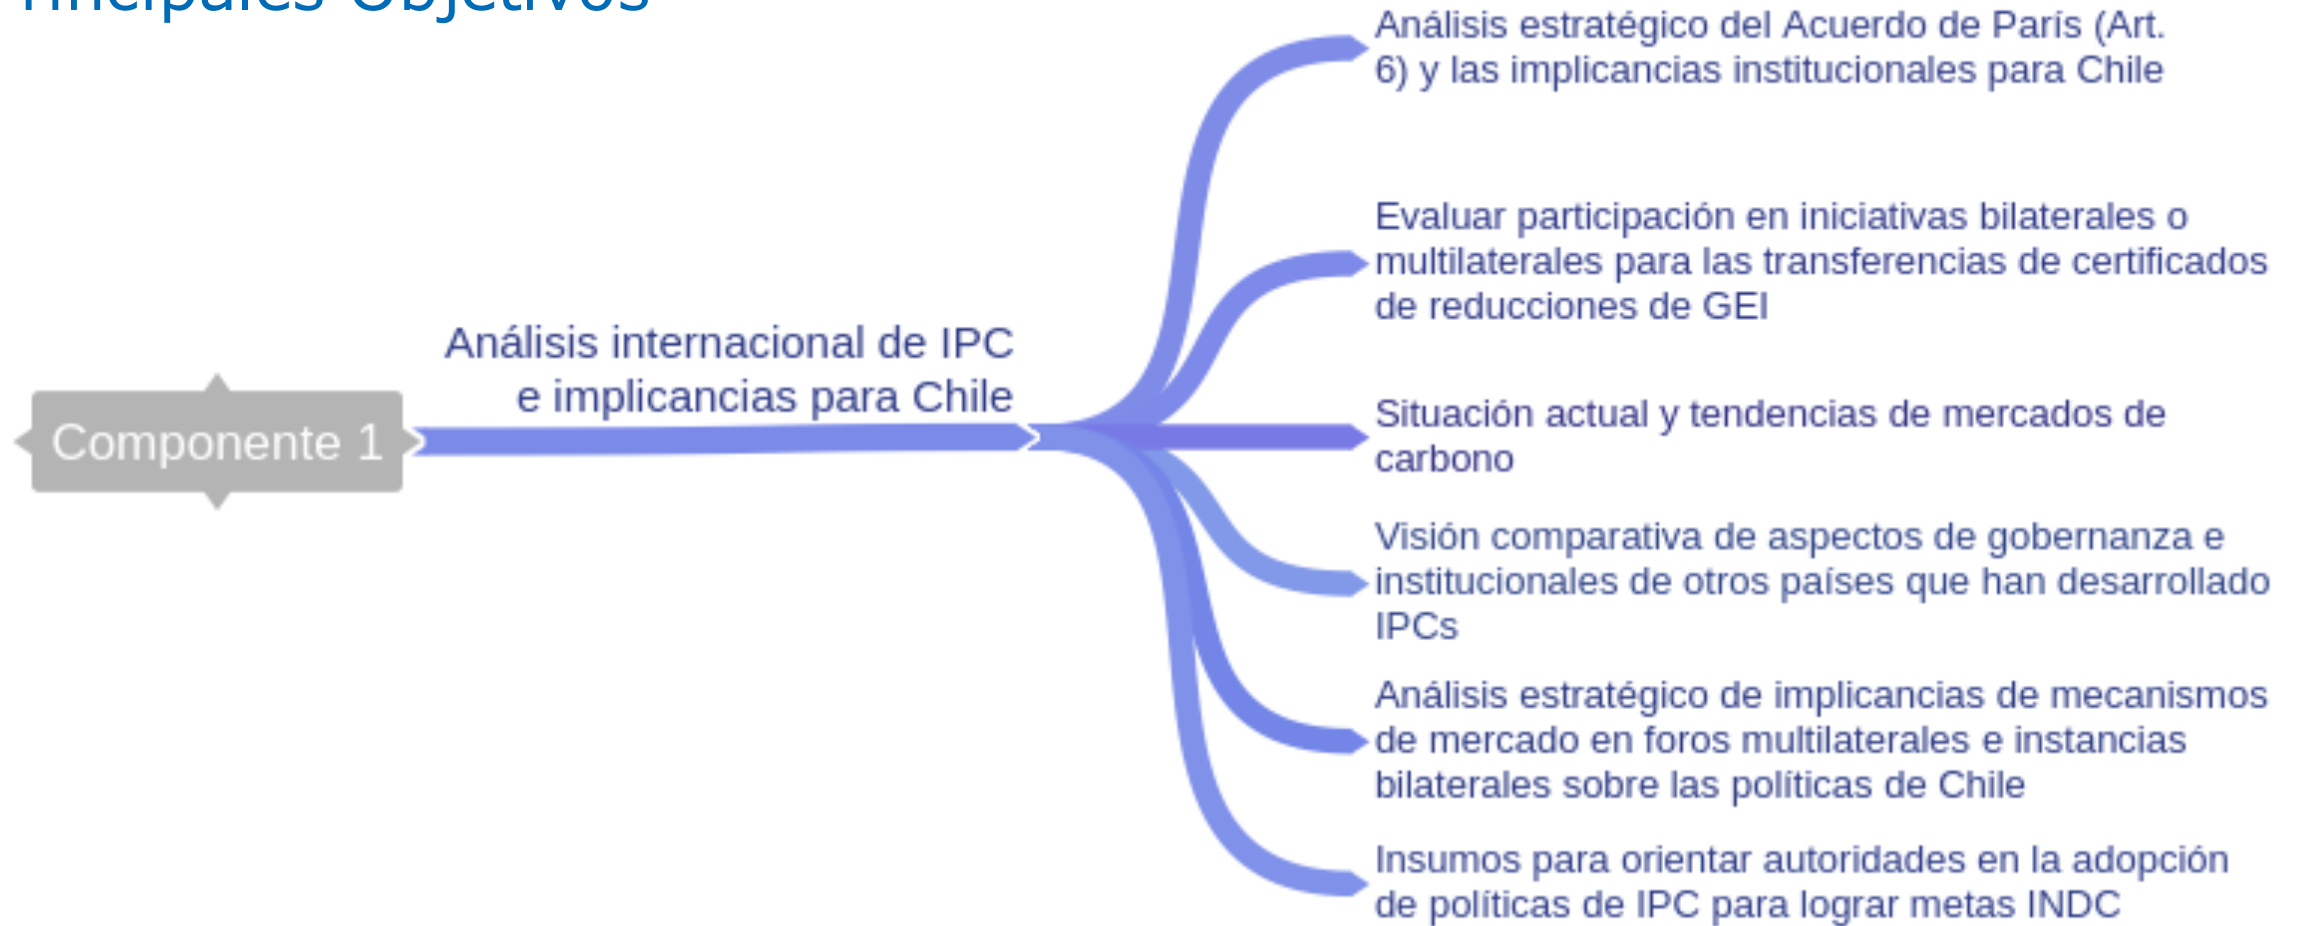 Principales Objetivos
Análisis estratégico del Acuerdo de París (Art.
6) y las implicancias institucionales para Chile
Evaluar participación en iniciativas bilaterales o
multilaterales para las transferencias de certificados
de reducciones de GEI
Análisis internacional de IPC
e implicancias para Chile
Componente 1
Situación actual y tendencias de mercados de
carbono
Visión comparativa de aspectos de gobernanza e
institucionales de otros países que han desarrollado
IPCs
Análisis estratégico de implicancias de mecanismos
de mercado en foros multilaterales e instancias
bilaterales sobre las políticas de Chile
Insumos para orientar autoridades en la adopción
de políticas de IPC para lograr metas INDC